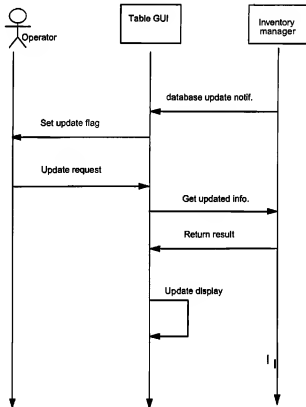 Operator
Table GUI
Inventory
manager
database update notif.
Set update flag
Update request
Get updated info.
Return result
Update display